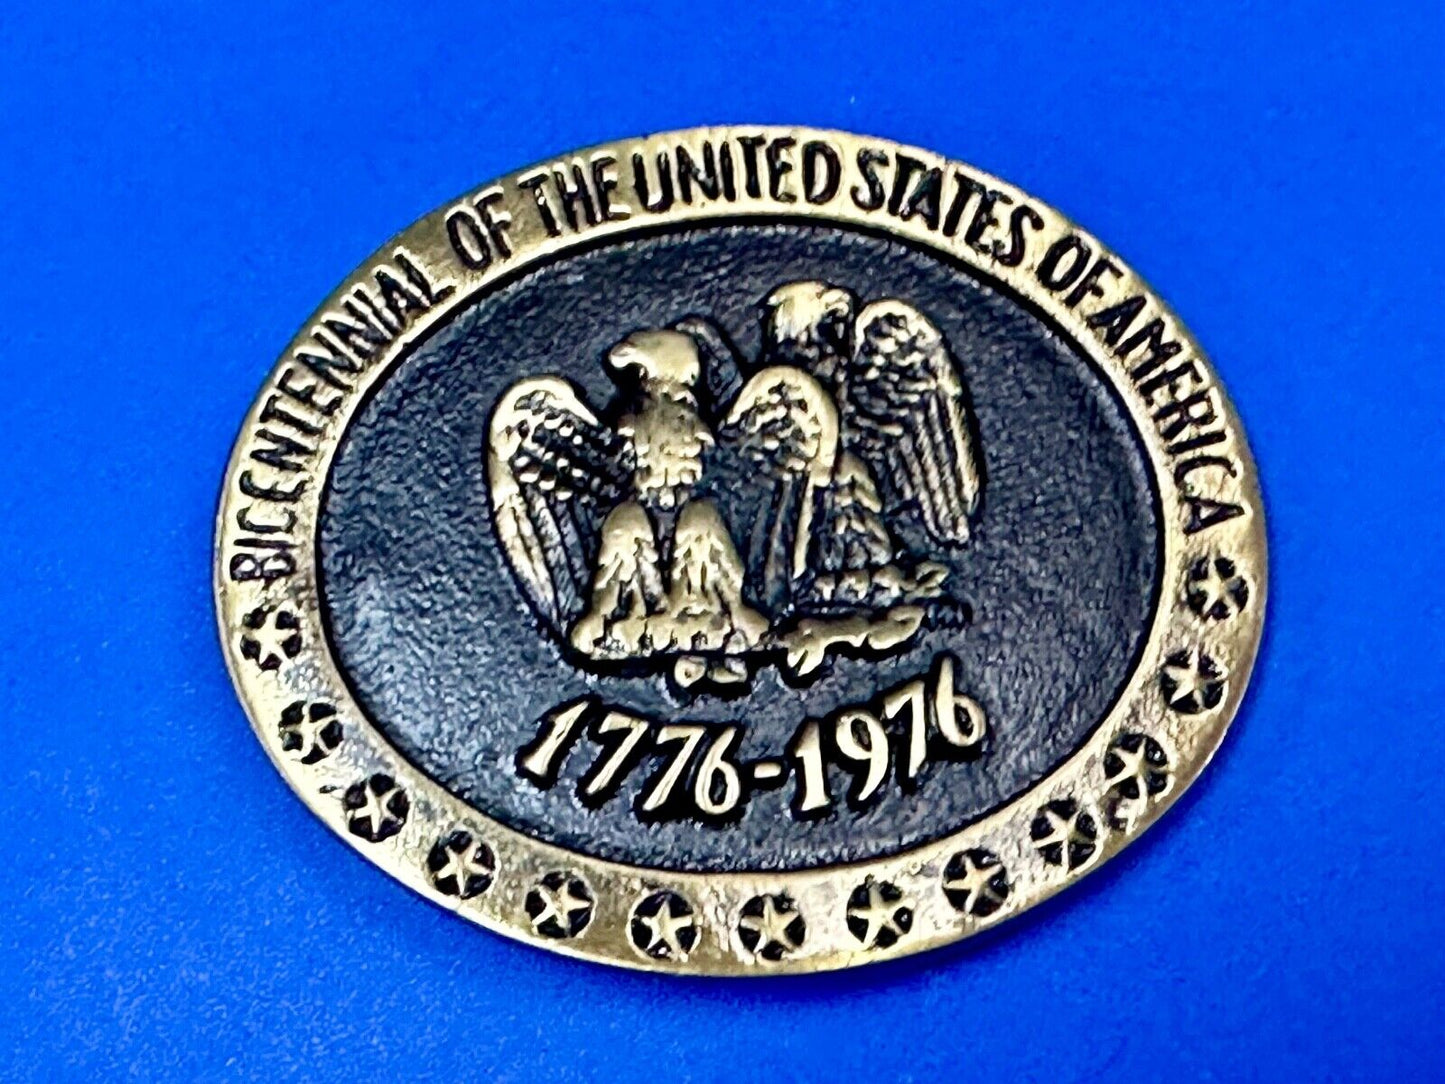 BICENTENNIAL OF THE UNITED STATES OF AMERICA
1776-1976